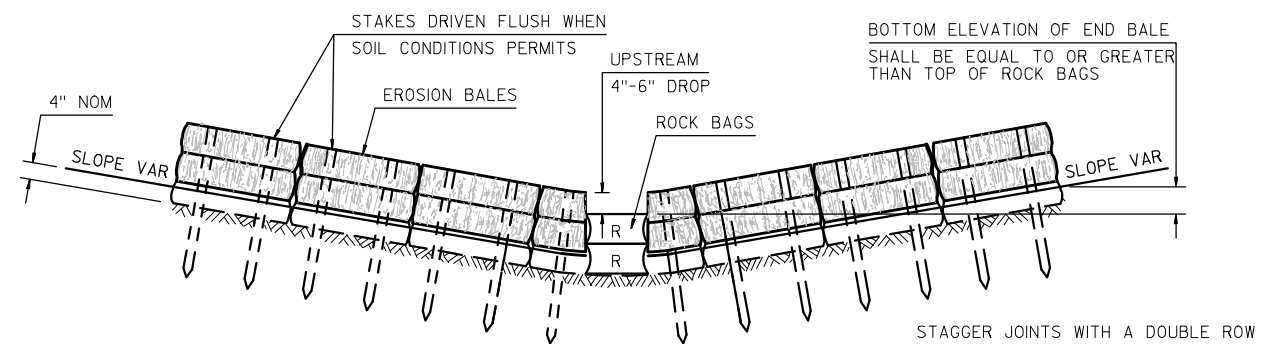 STAKES DRIVEN FLUSH WHEN
SOIL CONDITIONS PERMITS
BOTTOM ELEVATION OF END BALE
SHALL BE EQUAL TO OR GREATER
THAN TOP OF ROCK BAGS
UPSTREAM
4"-6" DROP
4" NOM
EROSION BALES
ROCK BAGS
SLOPE VAR
SLOPE VAR
R
R
STAGGER JOINTS WITH A DOUBLE ROW